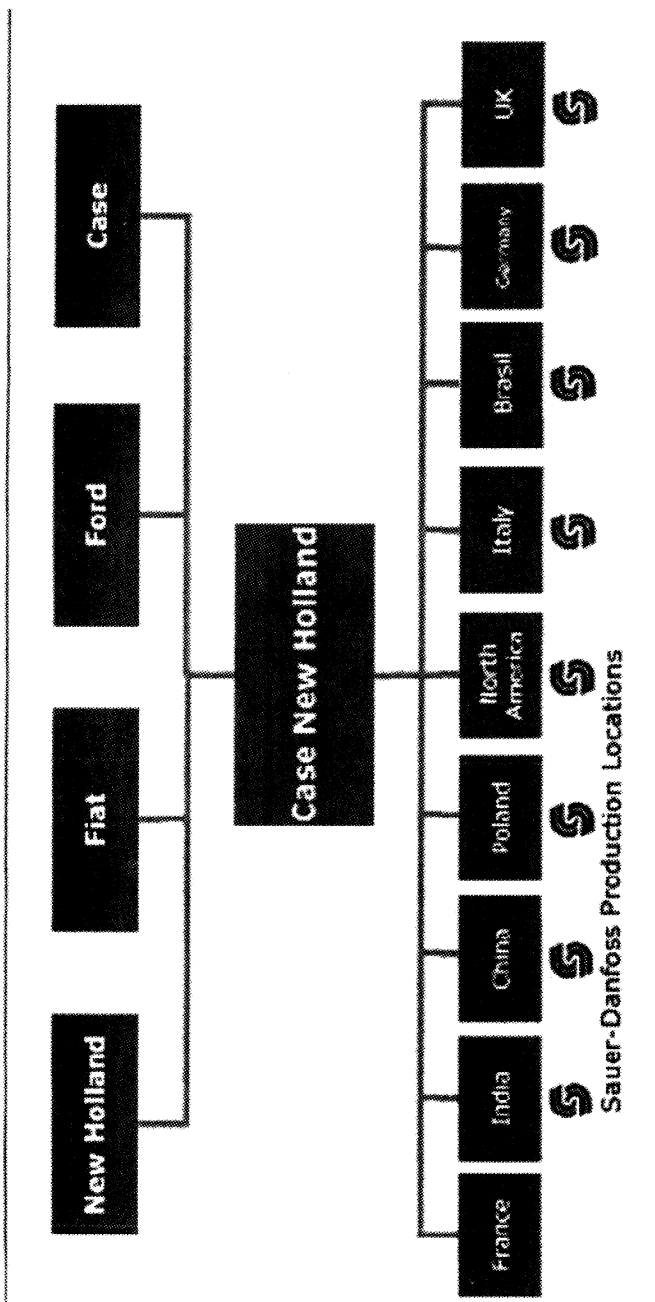 New Holland
Fiat
Ford
Case
Case New Holland
France
India
China
Poland
North
America
Italy
Brasil
Germany
UK
Sauer-Danfoss Production Locations